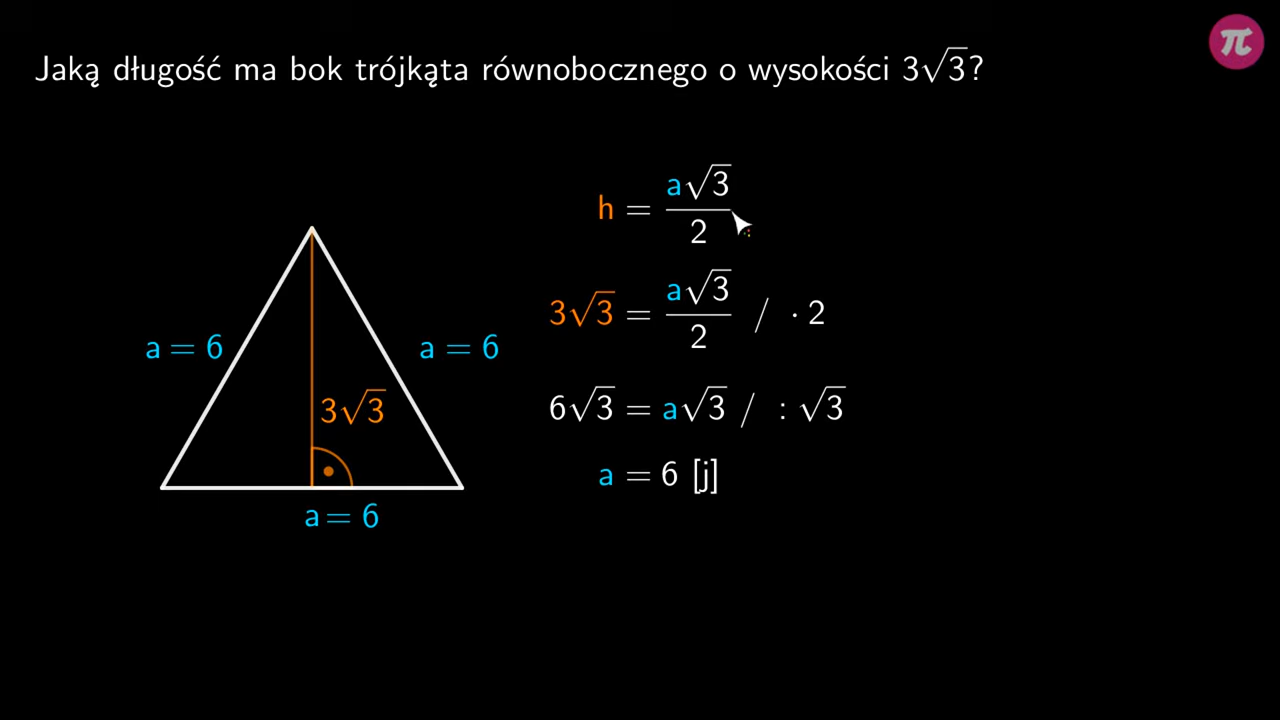 Jaką długość ma bok trójkąta równobocznego o wysokości 3√3?
h = a√3/2
3√3 = a√3/2 / · 2
6√3 = a√3 / : √3
a = 6 [j]
a = 6
a = 6
3√3
a = 6
π